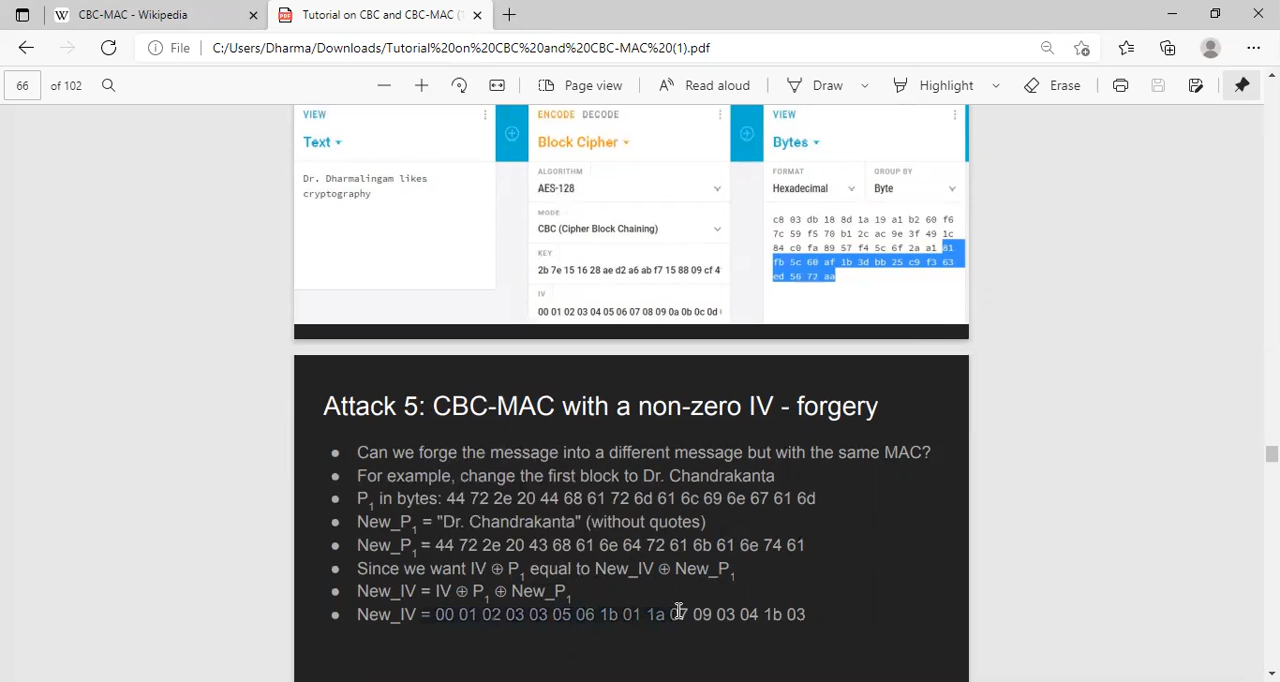 CBC-MAC - Wikipedia
Tutorial on CBC and CBC-MAC (1
File
C:/Users/Dharma/Downloads/Tutorial%20on%20CBC%20and%20CBC-MAC%20(1).pdf
66 of 102
Page view
Read aloud
Draw
Highlight
Erase
VIEW
Text
Dr. Dharmalingam likes
cryptography
ENCODE DECODE
Block Cipher
ALGORITHM
AES-128
MODE
CBC (Cipher Block Chaining)
KEY
2b 7e 15 16 28 ae d2 a6 ab f7 15 88 09 cf 4
IV
00 01 02 03 04 05 06 07 08 09 0a 0b 0c 0d
VIEW
Bytes
FORMAT GROUP BY
Hexadecimal Byte
c8 03 db 18 8d 1a 19 a1 b2 60 f6
7c 59 f5 70 b1 2c ac 9e 3f 49 1c
84 c0 fa 89 57 f4 5c 6f 2a a1 81
fb 5c 60 af 1b 3d bb 25 c9 f3 63
ed 56 72 aa
Attack 5: CBC-MAC with a non-zero IV - forgery
● Can we forge the message into a different message but with the same MAC?
● For example, change the first block to Dr. Chandrakanta
● P1 in bytes: 44 72 2e 20 44 68 61 72 6d 61 6c 69 6e 67 61 6d
● New_P1 = "Dr. Chandrakanta" (without quotes)
● New_P1 = 44 72 2e 20 43 68 61 6e 64 72 61 6b 61 6e 74 61
● Since we want IV ⊕ P1 equal to New_IV ⊕ New_P1
● New_IV = IV ⊕ P1 ⊕ New_P1
● New_IV = 00 01 02 03 03 05 06 1b 01 1a 07 09 03 04 1b 03